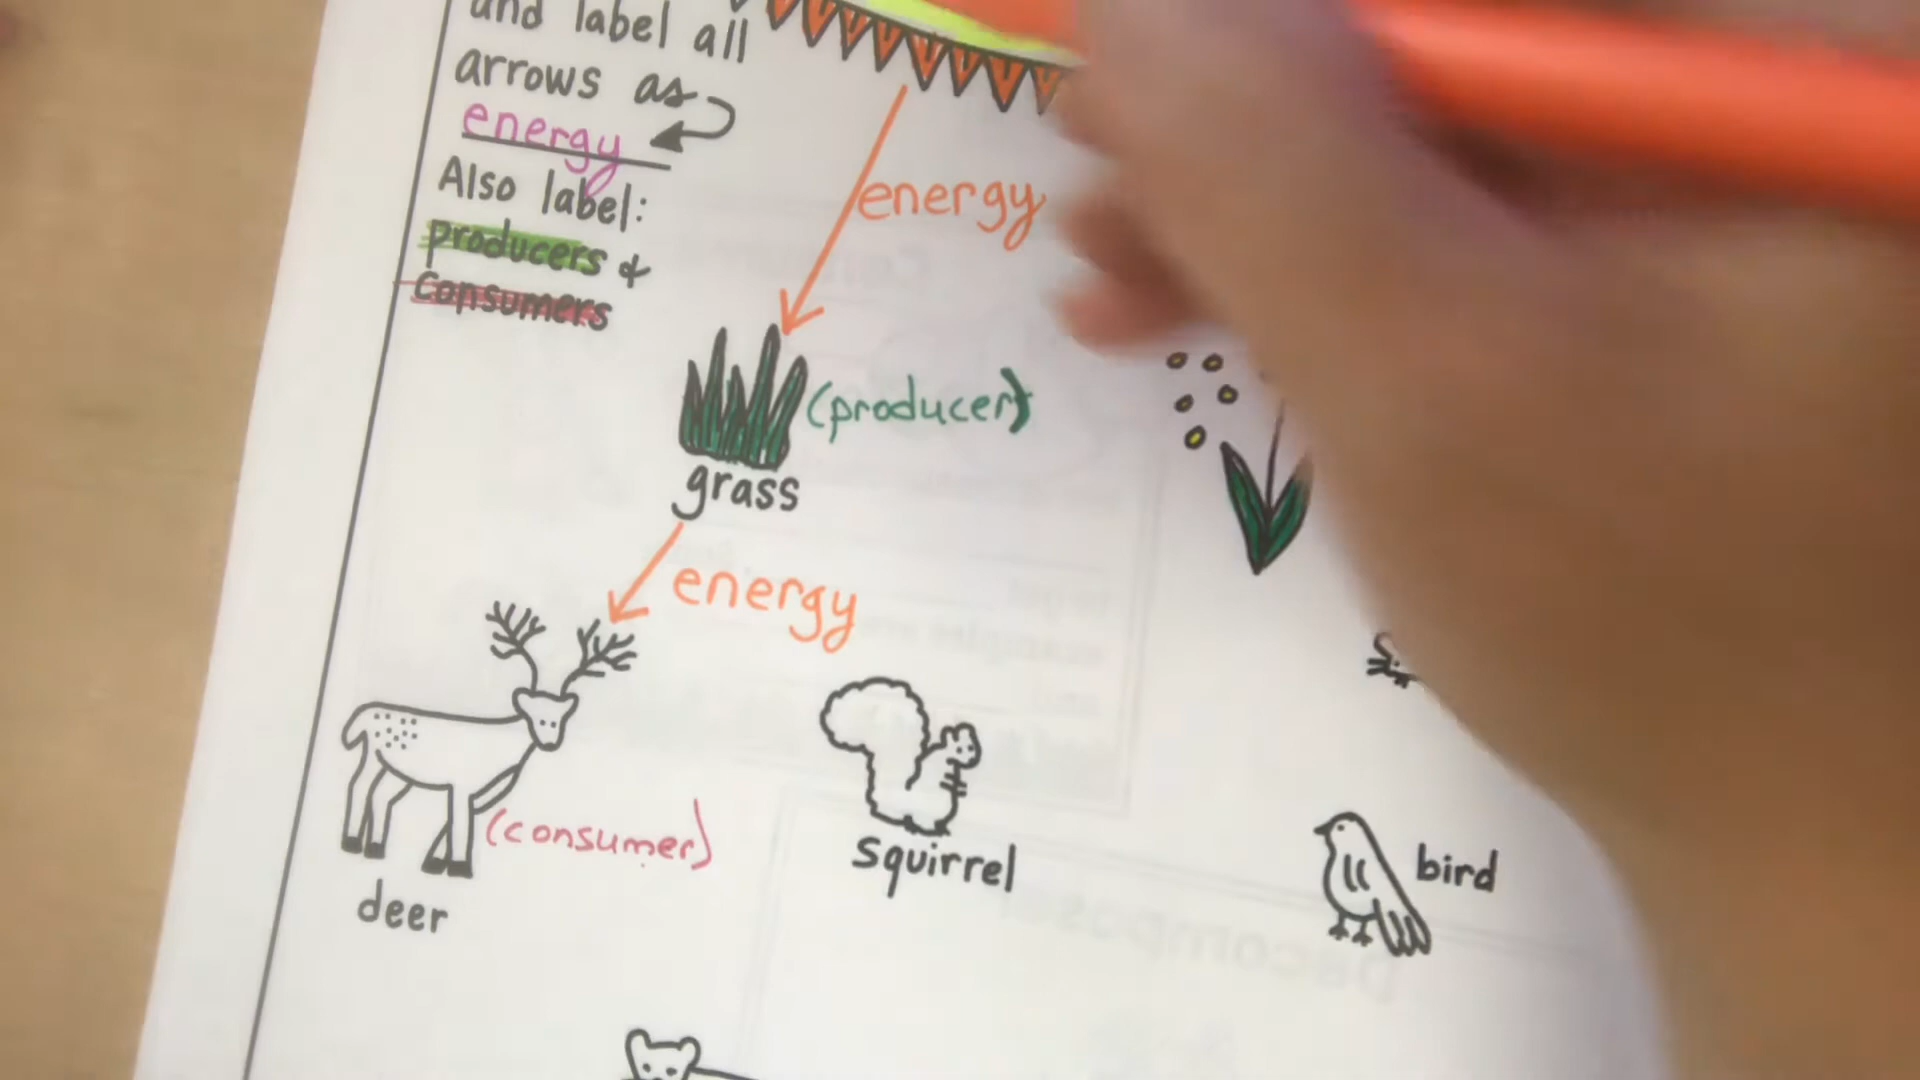 and label all
arrows as
energy
Also label:
producers &
consumers
energy
(producer)
grass
energy
(consumer)
deer
squirrel
bird